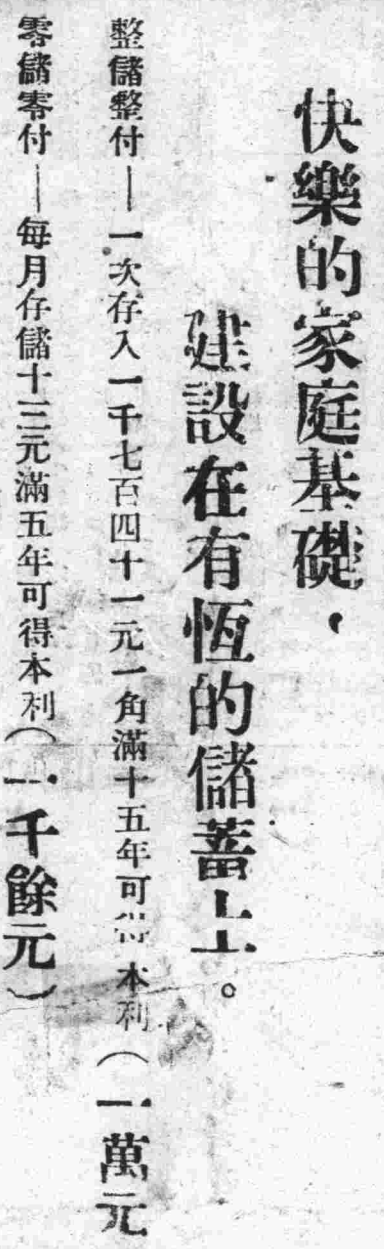 快樂的家庭基礎，
建設在有恆的儲蓄上。
整儲整付——一次存入一千七百四十一元一角滿十五年可得本利（一萬元
零儲零付——每月存儲十三元滿五年可得本利（一千餘元）